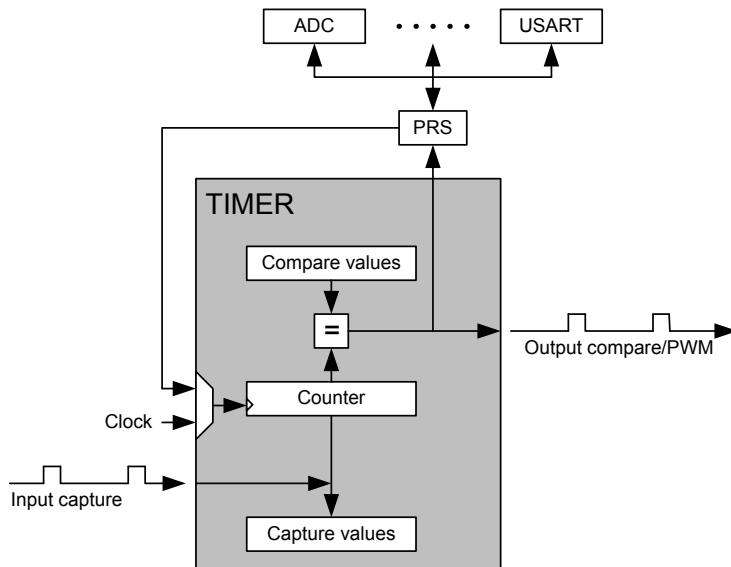 ADC
USART
PRS
TIMER
Compare values
=
Output compare/PWM
Counter
Clock
Input capture
Capture values